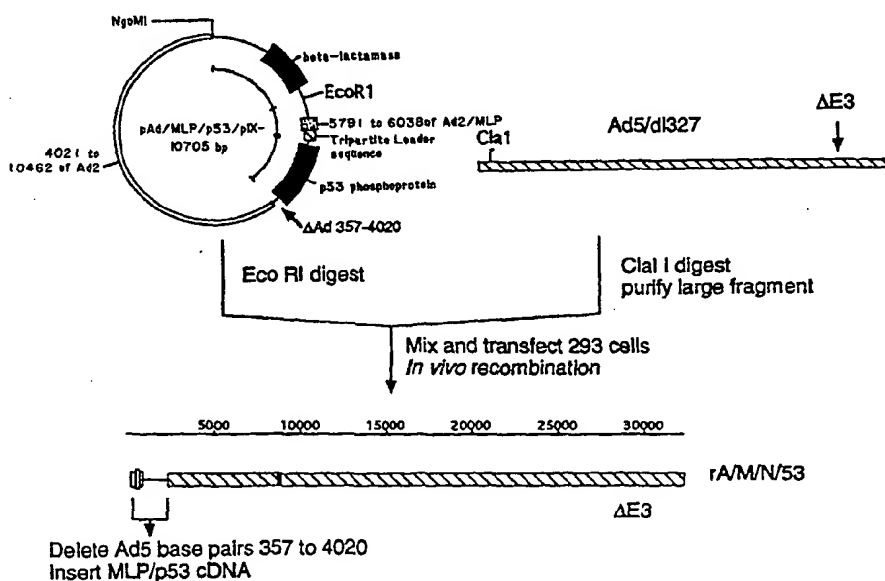 NgoMI
beta-lactamase
EcoR1
5791 to 6038 of Ad2/MLP
Tripartite Leader
sequence
p53 phosphoprotein
ΔAd 357-4020
pAd/MLP/p53/pIX-
10705 bp
4021 to
10462 of Ad2
Ad5/dl327
ΔE3
Cla1
Eco RI digest
Clal I digest
purify large fragment
Mix and transfect 293 cells
In vivo recombination
5000 10000 15000 20000 25000 30000
rA/M/N/53
ΔE3
Delete Ad5 base pairs 357 to 4020
Insert MLP/p53 cDNA